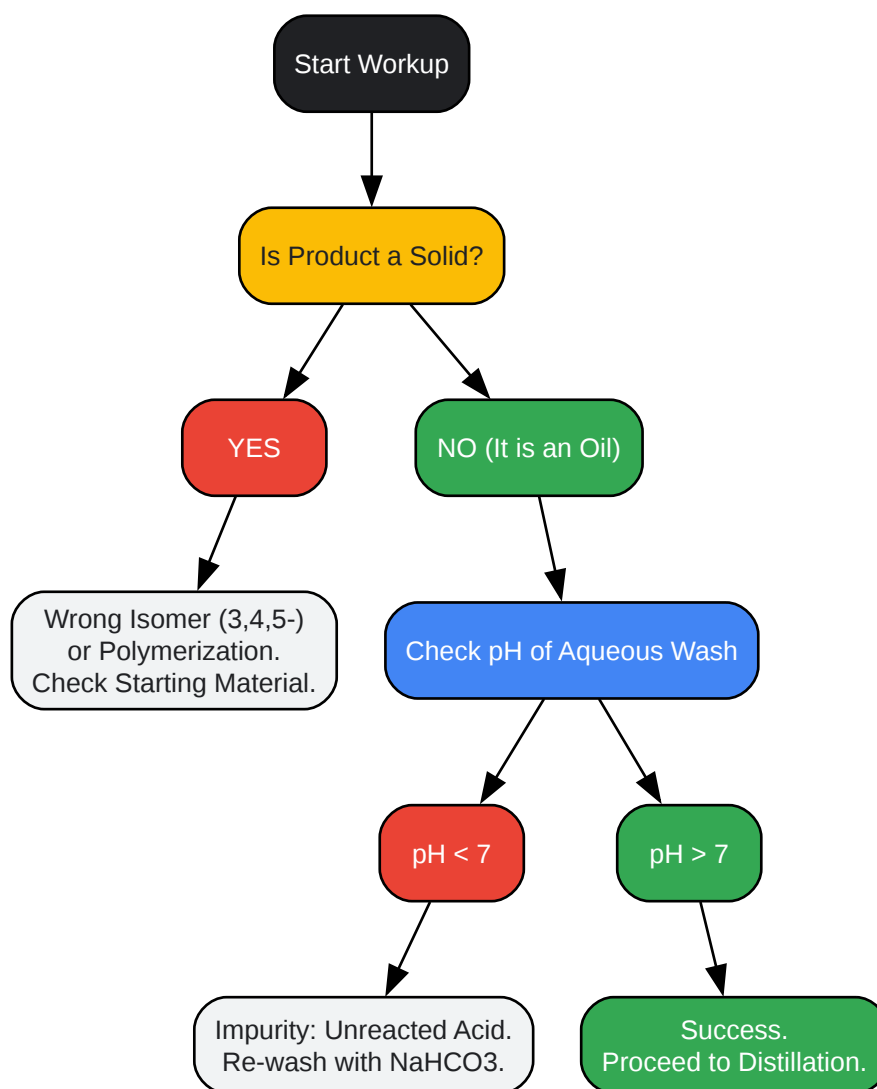 Start Workup
Is Product a Solid?
YES
NO (It is an Oil)
Wrong Isomer (3,4,5-)
or Polymerization.
Check Starting Material.
Check pH of Aqueous Wash
pH < 7
pH > 7
Impurity: Unreacted Acid.
Re-wash with NaHCO3.
Success.
Proceed to Distillation.